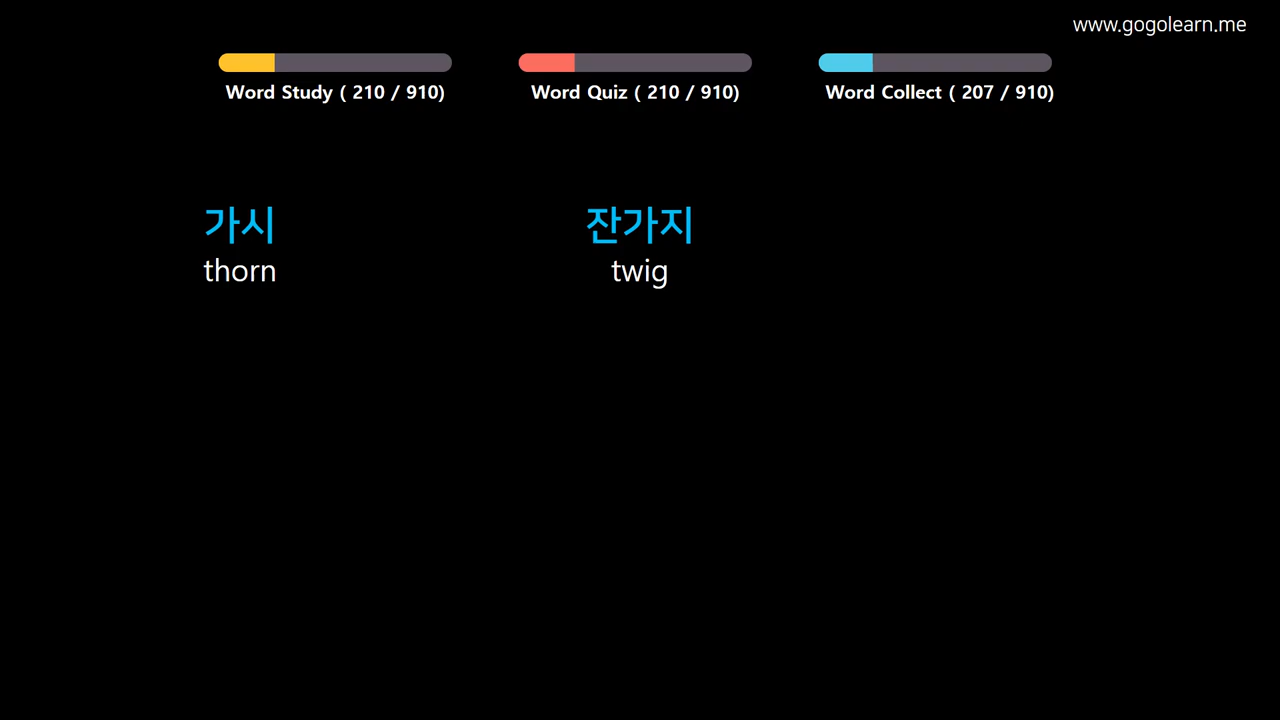 www.gogolearn.me
Word Study ( 210 / 910)
Word Quiz ( 210 / 910)
Word Collect ( 207 / 910)
가시
thorn
잔가지
twig